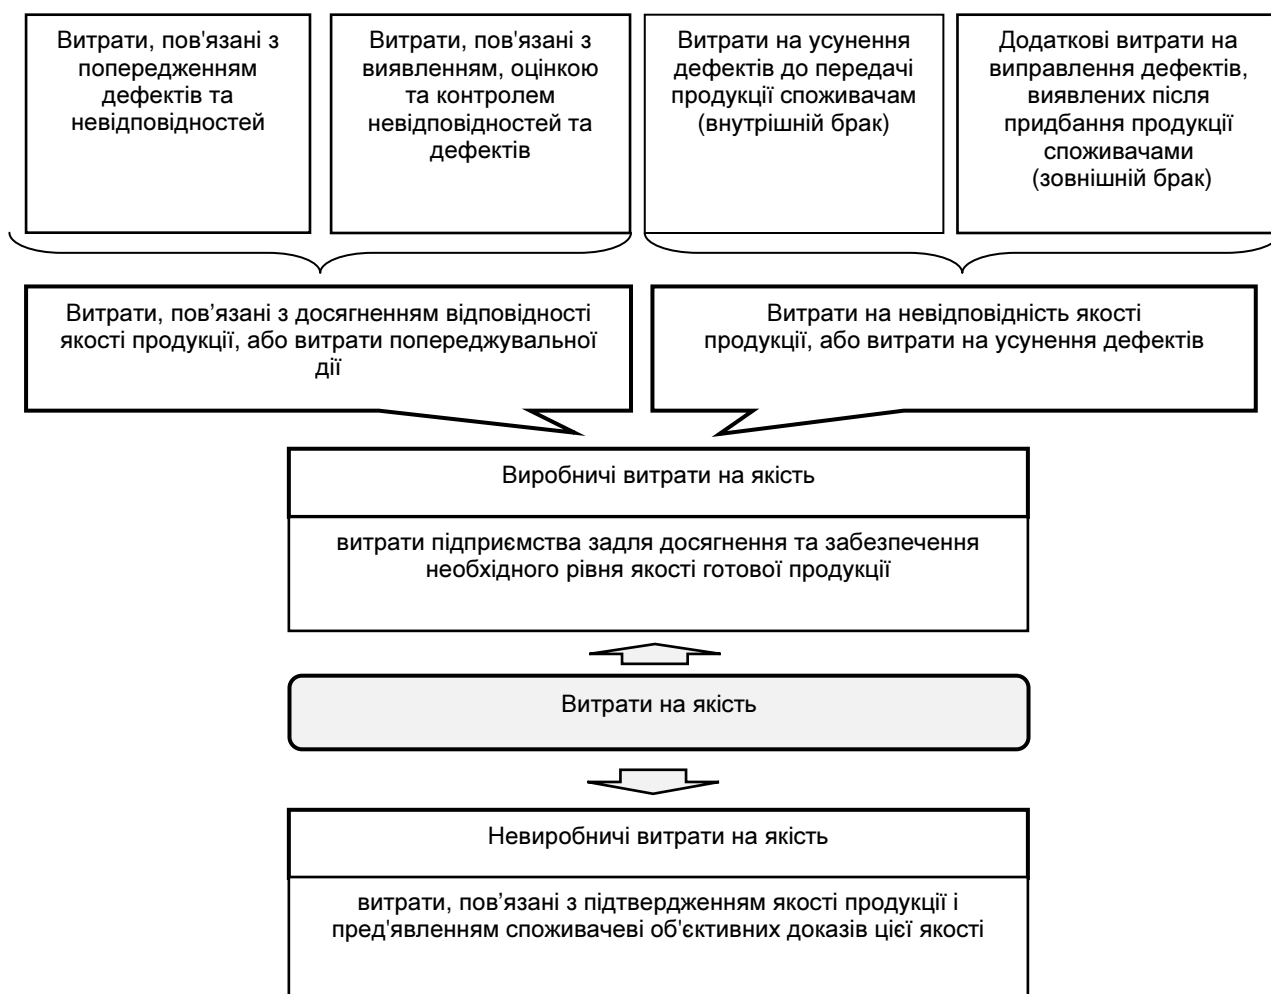 Витрати, пов'язані з
попередженням
дефектів та
невідповідностей
Витрати, пов'язані з
виявленням, оцінкою
та контролем
невідповідностей та
дефектів
Витрати на усунення
дефектів до передачі
продукції споживачам
(внутрішній брак)
Додаткові витрати на
виправлення дефектів,
виявлених після
придбання продукції
споживачами
(зовнішній брак)
Витрати, пов’язані з досягненням відповідності
якості продукції, або витрати попереджувальної
дії
Витрати на невідповідність якості
продукції, або витрати на усунення дефектів
Виробничі витрати на якість
витрати підприємства задля досягнення та забезпечення
необхідного рівня якості готової продукції
Витрати на якість
Невиробничі витрати на якість
витрати, пов’язані з підтвердженням якості продукції і
пред'явленням споживачеві об'єктивних доказів цієї якості